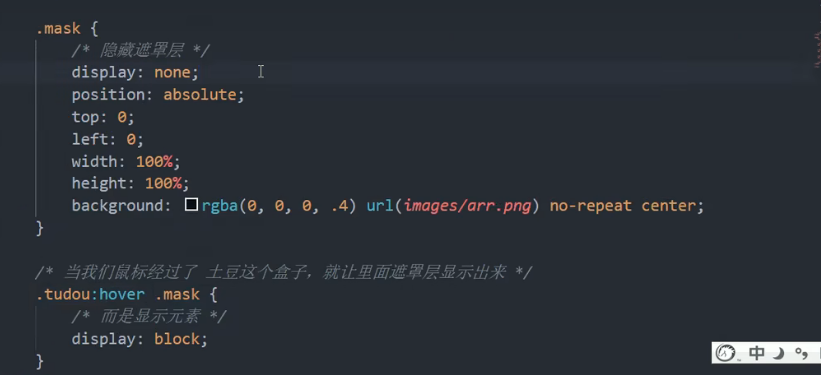 .mask {
/* 隐藏遮罩层 */
display: none;
position: absolute;
top: 0;
left: 0;
width: 100%;
height: 100%;
background: rgba(0, 0, 0, .4) url(images/arr.png) no-repeat center;
}
/* 当我们鼠标经过了 土豆这个盒子，就让里面遮罩层显示出来 */
.tudou:hover .mask {
/* 而是显示元素 */
display: block;
}
中